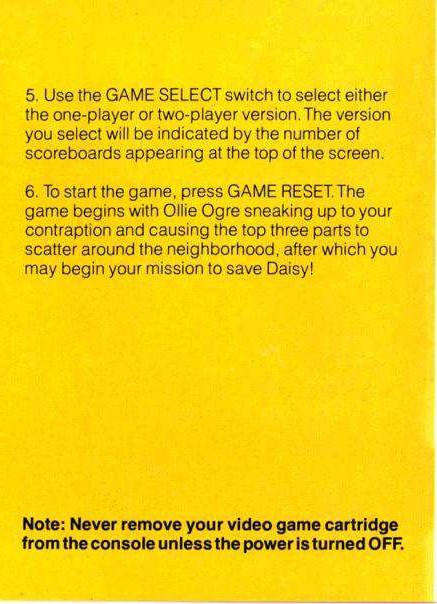 5. Use the GAME SELECT switch to select either
the one-player or two-player version. The version
you select will be indicated by the number of
scoreboards appearing at the top of the screen.
6. To start the game, press GAME RESET. The
game begins with Ollie Ogre sneaking up to your
contraption and causing the top three parts to
scatter around the neighborhood, after which you
may begin your mission to save Daisy!
Note: Never remove your video game cartridge
from the console unless the power is turned OFF.